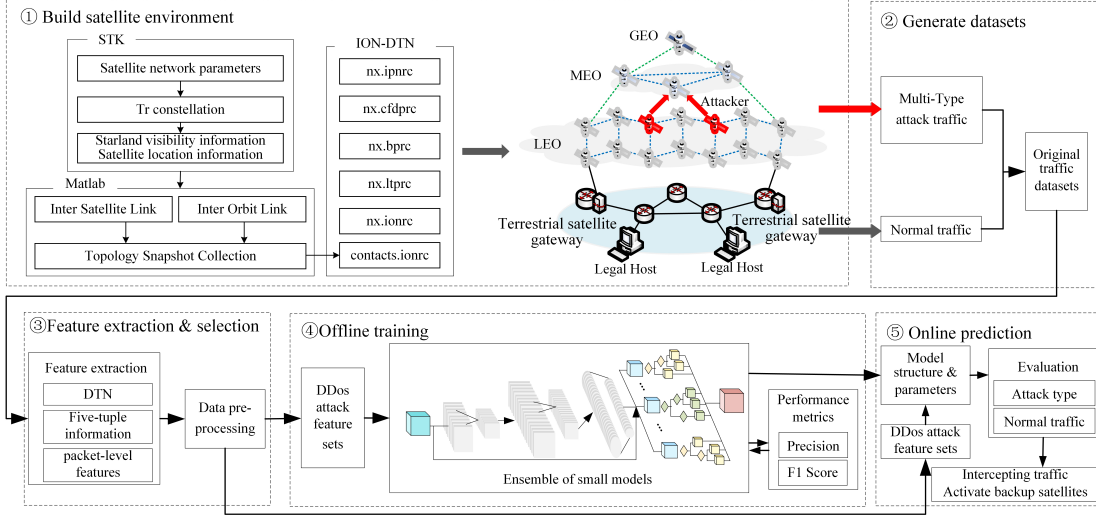 ① Build satellite environment
STK
Satellite network parameters
Tr constellation
Starland visibility information
Satellite location information
Matlab
Inter Satellite Link
Inter Orbit Link
Topology Snapshot Collection
ION-DTN
nx.ipnrc
nx.cfdprc
nx.bprc
nx.ltprc
nx.ionrc
contacts.ionrc
GEO
MEO
Attacker
LEO
Terrestrial satellite
gateway
Terrestrial satellite
gateway
Legal Host
Legal Host
② Generate datasets
Multi-Type
attack traffic
Normal traffic
Original
traffic
datasets
③Feature extraction & selection
Feature extraction
DTN
Five-tuple
information
packet-level
features
Data pre-
processing
④Offline training
DDos
attack
feature
sets
Ensemble of small models
Performance
metrics
Precision
F1 Score
⑤ Online prediction
Model
structure &
parameters
DDos attack
feature sets
Evaluation
Attack type
Normal traffic
Intercepting traffic
Activate backup satellites